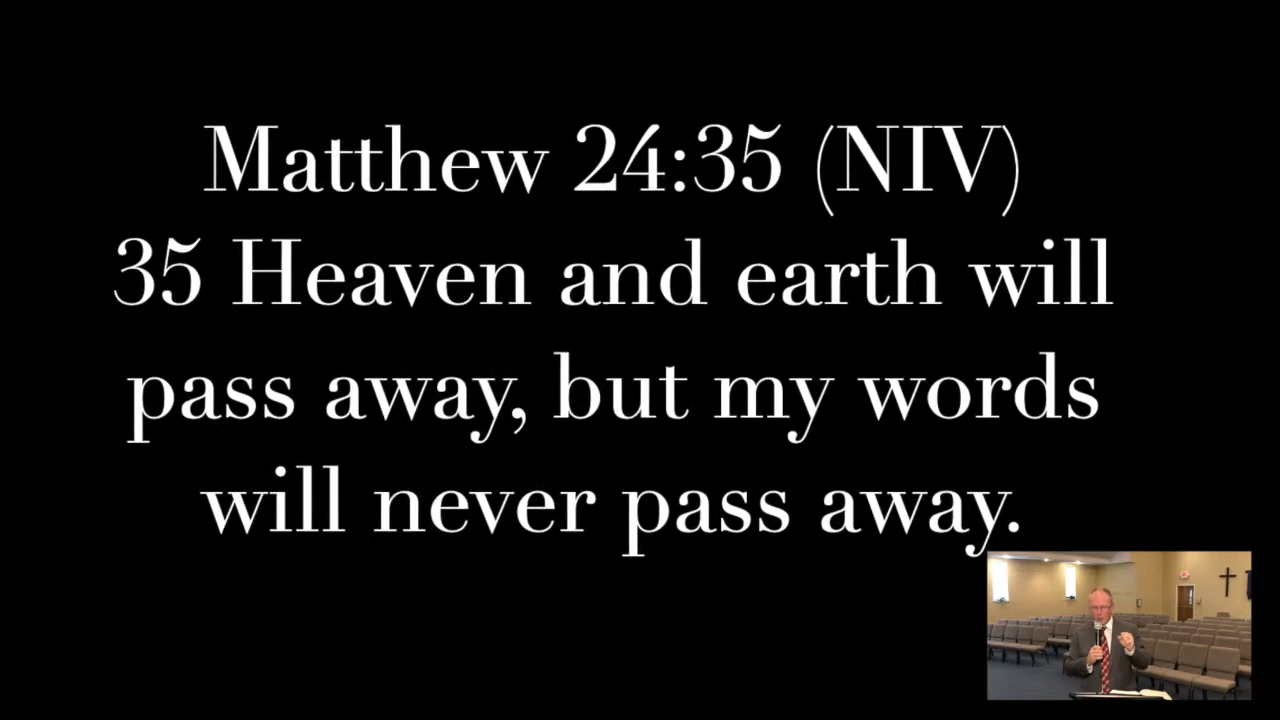 Matthew 24:35 (NIV)
35 Heaven and earth will
pass away, but my words
will never pass away.